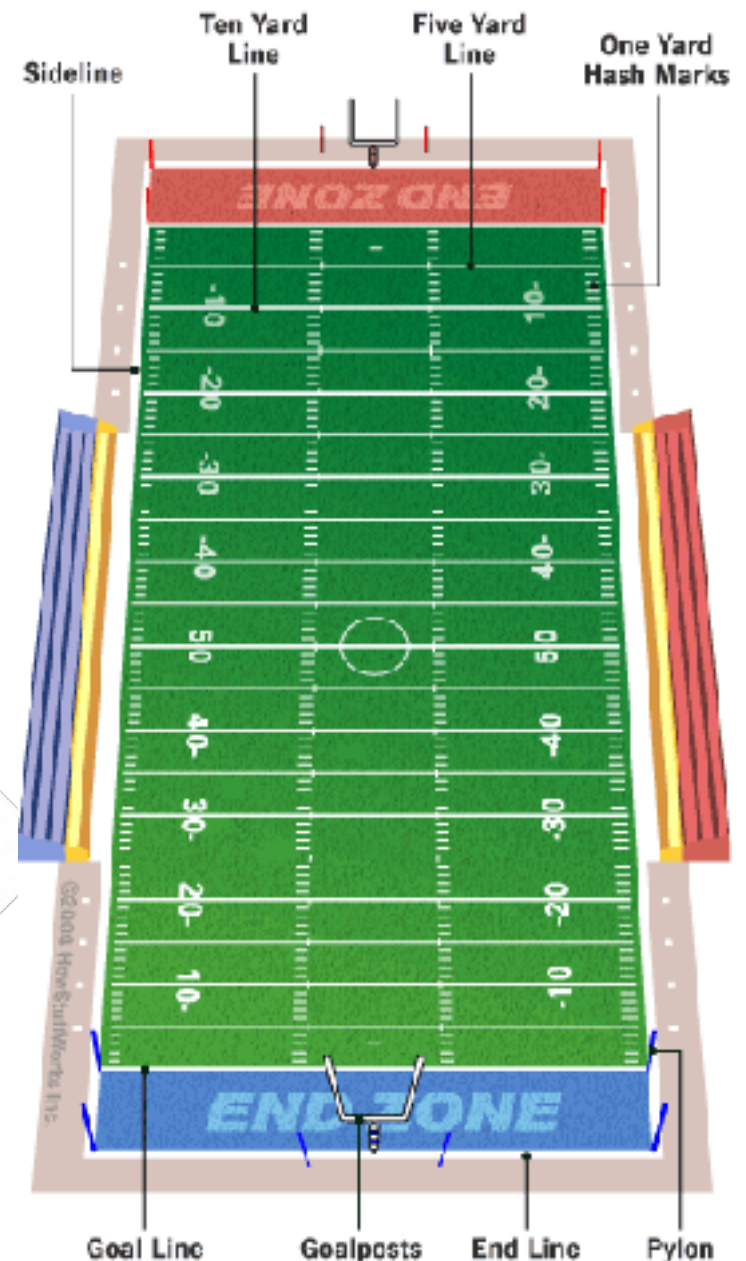 Ten Yard
Line
Five Yard
Line
One Yard
Hash Marks
Sideline
END ZONE
-10 10-
-20 20-
-30 30-
-40 40-
50 50
40- -40
30- -30
20- -20
10- -10
©2000 HowStuffWorks Inc.
END ZONE
Goal Line
Goalposts
End Line
Pylon